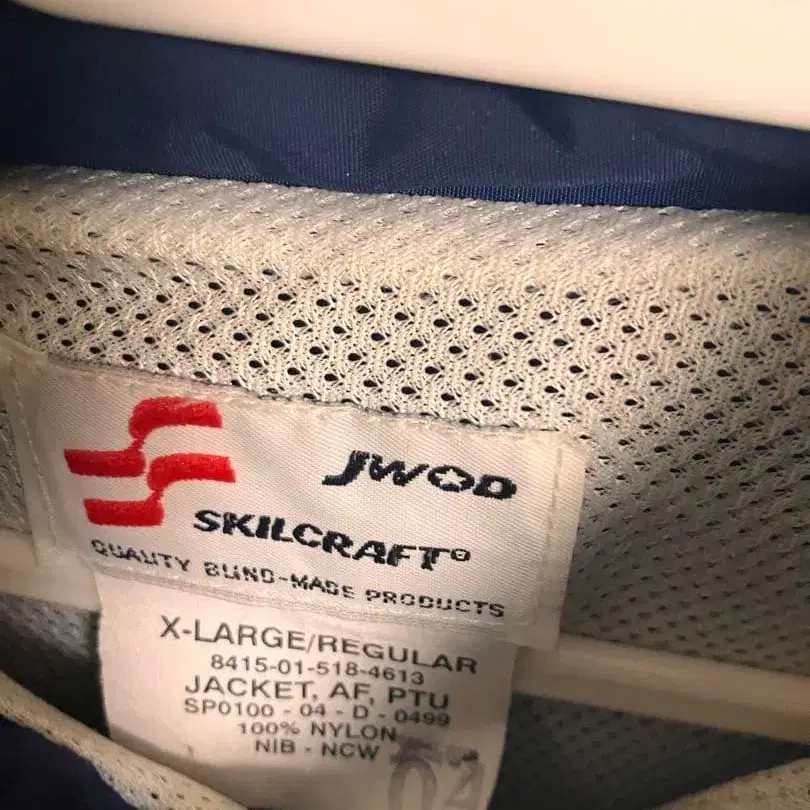 JWOD
SKILCRAFT®
QUALITY BLIND-MADE PRODUCTS
X-LARGE/REGULAR
8415-01-518-4613
JACKET, AF, PTU
SP0100 - 04 - D - 0499
100% NYLON
NIB - NCW
04